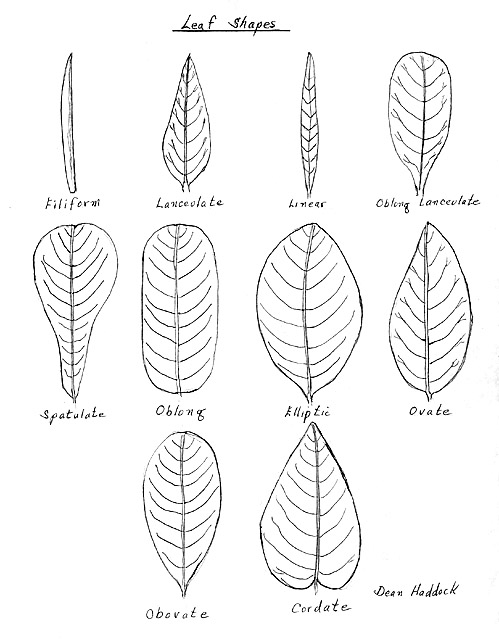 Leaf Shapes
Filiform
Lanceolate
Linear
Oblong Lanceolate
Spatulate
Oblong
Elliptic
Ovate
Obovate
Cordate
Dean Haddock